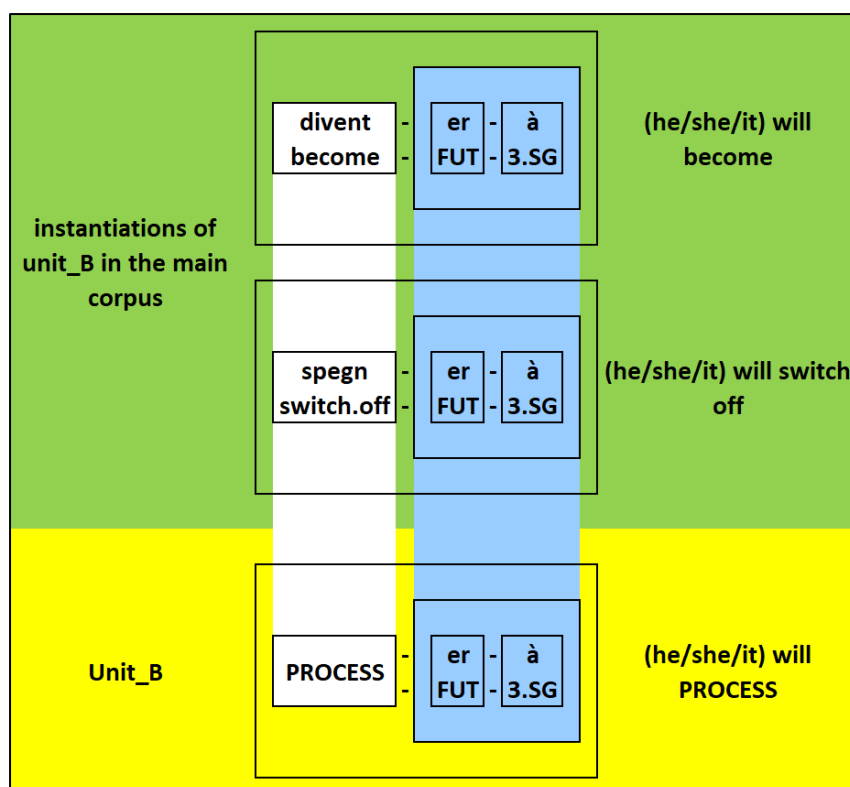 divent - er - à
become - FUT - 3.SG
(he/she/it) will
become
instantiations of
unit_B in the main
corpus
spegn - er - à
switch.off - FUT - 3.SG
(he/she/it) will switch
off
Unit_B
PROCESS
- er - à
- FUT - 3.SG
(he/she/it) will
PROCESS